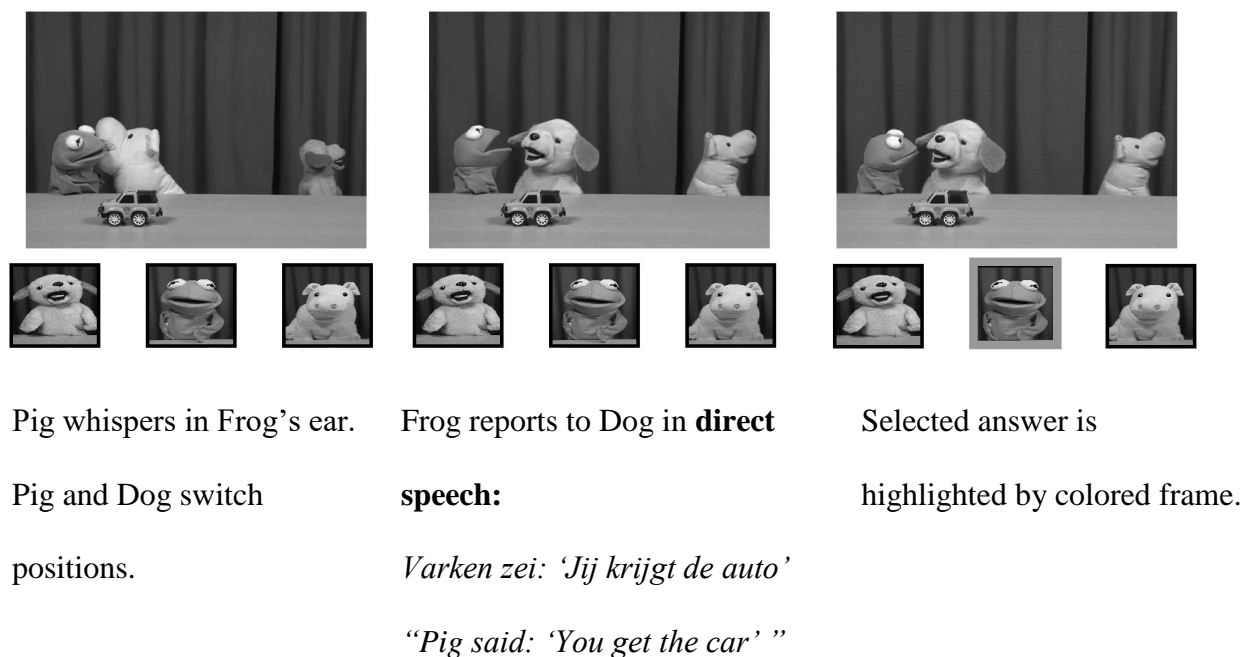 Pig whispers in Frog’s ear.
Pig and Dog switch
positions.
Frog reports to Dog in direct
speech:
Varken zei: ‘Jij krijgt de auto’
“Pig said: ‘You get the car’ ”
Selected answer is
highlighted by colored frame.